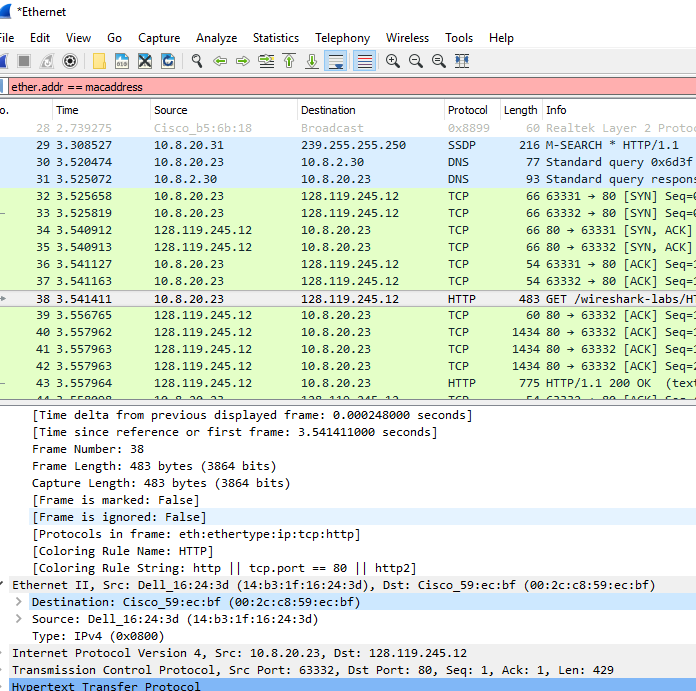 *Ethernet
File Edit View Go Capture Analyze Statistics Telephony Wireless Tools Help
ether.addr == macaddress
o. Time Source Destination Protocol Length Info
28 2.739275 Cisco_b5:6b:18 Broadcast 0x8899 60 Realtek Layer 2 Proto
29 3.308527 10.8.20.31 239.255.255.250 SSDP 216 M-SEARCH * HTTP/1.1
30 3.520474 10.8.20.23 10.8.2.30 DNS 77 Standard query 0x6d3f
31 3.525072 10.8.2.30 10.8.20.23 DNS 93 Standard query respon
32 3.525658 10.8.20.23 128.119.245.12 TCP 66 63331 → 80 [SYN] Seq=
33 3.525819 10.8.20.23 128.119.245.12 TCP 66 63332 → 80 [SYN] Seq=
34 3.540912 128.119.245.12 10.8.20.23 TCP 66 80 → 63331 [SYN, ACK]
35 3.540913 128.119.245.12 10.8.20.23 TCP 66 80 → 63332 [SYN, ACK]
36 3.541127 10.8.20.23 128.119.245.12 TCP 54 63331 → 80 [ACK] Seq=1
37 3.541163 10.8.20.23 128.119.245.12 TCP 54 63332 → 80 [ACK] Seq=1
38 3.541411 10.8.20.23 128.119.245.12 HTTP 483 GET /wireshark-labs/HT
39 3.556765 128.119.245.12 10.8.20.23 TCP 60 80 → 63332 [ACK] Seq=1
40 3.557962 128.119.245.12 10.8.20.23 TCP 1434 80 → 63332 [ACK] Seq=1
41 3.557963 128.119.245.12 10.8.20.23 TCP 1434 80 → 63332 [ACK] Seq=1
42 3.557963 128.119.245.12 10.8.20.23 TCP 1434 80 → 63332 [ACK] Seq=2
43 3.557964 128.119.245.12 10.8.20.23 HTTP 775 HTTP/1.1 200 OK (text
[Time delta from previous displayed frame: 0.000248000 seconds]
[Time since reference or first frame: 3.541411000 seconds]
Frame Number: 38
Frame Length: 483 bytes (3864 bits)
Capture Length: 483 bytes (3864 bits)
[Frame is marked: False]
[Frame is ignored: False]
[Protocols in frame: eth:ethertype:ip:tcp:http]
[Coloring Rule Name: HTTP]
[Coloring Rule String: http || tcp.port == 80 || http2]
Ethernet II, Src: Dell_16:24:3d (14:b3:1f:16:24:3d), Dst: Cisco_59:ec:bf (00:2c:c8:59:ec:bf)
Destination: Cisco_59:ec:bf (00:2c:c8:59:ec:bf)
Source: Dell_16:24:3d (14:b3:1f:16:24:3d)
Type: IPv4 (0x0800)
Internet Protocol Version 4, Src: 10.8.20.23, Dst: 128.119.245.12
Transmission Control Protocol, Src Port: 63332, Dst Port: 80, Seq: 1, Ack: 1, Len: 429
Hypertext Transfer Protocol